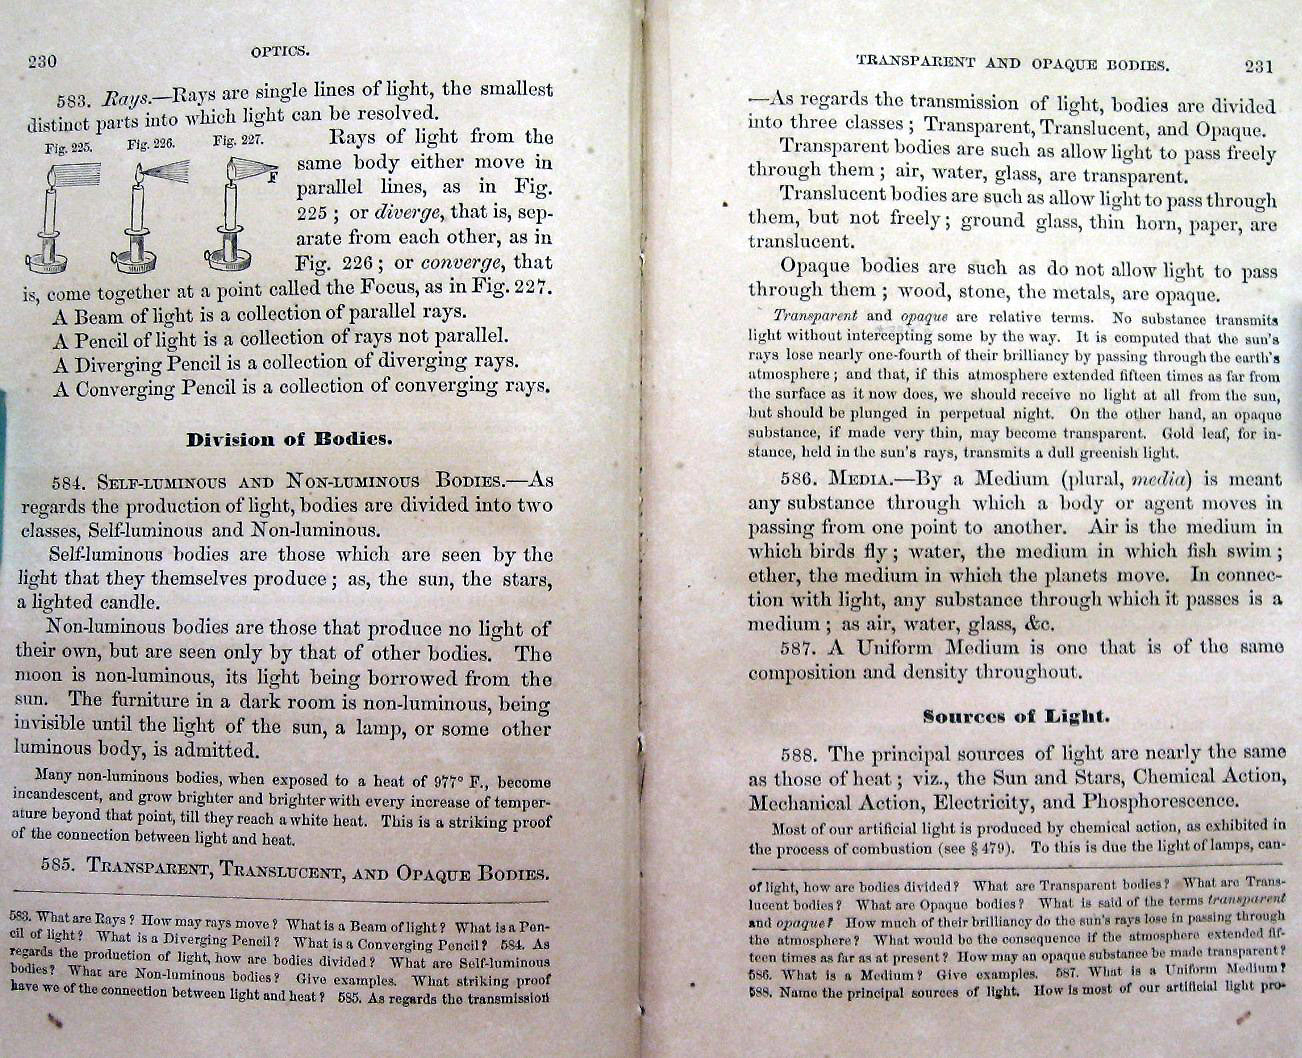 230
OPTICS.
583. Rays.—Rays are single lines of light, the smallest
distinct parts into which light can be resolved.
Fig. 225. Fig. 226. Fig. 227.
F
Rays of light from the
same body either move in
parallel lines, as in Fig.
225 ; or diverge, that is, sep-
arate from each other, as in
Fig. 226 ; or converge, that
is, come together at a point called the Focus, as in Fig. 227.
A Beam of light is a collection of parallel rays.
A Pencil of light is a collection of rays not parallel.
A Diverging Pencil is a collection of diverging rays.
A Converging Pencil is a collection of converging rays.
Division of Bodies.
584. SELF-LUMINOUS AND NON-LUMINOUS BODIES.—As
regards the production of light, bodies are divided into two
classes, Self-luminous and Non-luminous.
Self-luminous bodies are those which are seen by the
light that they themselves produce ; as, the sun, the stars,
a lighted candle.
Non-luminous bodies are those that produce no light of
their own, but are seen only by that of other bodies. The
moon is non-luminous, its light being borrowed from the
sun. The furniture in a dark room is non-luminous, being
invisible until the light of the sun, a lamp, or some other
luminous body, is admitted.
Many non-luminous bodies, when exposed to a heat of 977° F., become
incandescent, and grow brighter and brighter with every increase of temper-
ature beyond that point, till they reach a white heat. This is a striking proof
of the connection between light and heat.
585. TRANSPARENT, TRANSLUCENT, AND OPAQUE BODIES.
583. What are Rays ? How may rays move ? What is a Beam of light ? What is a Pen-
cil of light ? What is a Diverging Pencil ? What is a Converging Pencil ? 584. As
regards the production of light, how are bodies divided ? What are Self-luminous
bodies ? What are Non-luminous bodies ? Give examples. What striking proof
have we of the connection between light and heat ? 585. As regards the transmission
TRANSPARENT AND OPAQUE BODIES.
231
—As regards the transmission of light, bodies are divided
into three classes ; Transparent, Translucent, and Opaque.
Transparent bodies are such as allow light to pass freely
through them ; air, water, glass, are transparent.
Translucent bodies are such as allow light to pass through
them, but not freely ; ground glass, thin horn, paper, are
translucent.
Opaque bodies are such as do not allow light to pass
through them ; wood, stone, the metals, are opaque.
Transparent and opaque are relative terms. No substance transmits
light without intercepting some by the way. It is computed that the sun's
rays lose nearly one-fourth of their brilliancy by passing through the earth's
atmosphere ; and that, if this atmosphere extended fifteen times as far from
the surface as it now does, we should receive no light at all from the sun,
but should be plunged in perpetual night. On the other hand, an opaque
substance, if made very thin, may become transparent. Gold leaf, for in-
stance, held in the sun's rays, transmits a dull greenish light.
586. MEDIA.—By a Medium (plural, media) is meant
any substance through which a body or agent moves in
passing from one point to another. Air is the medium in
which birds fly ; water, the medium in which fish swim ;
ether, the medium in which the planets move. In connec-
tion with light, any substance through which it passes is a
medium ; as air, water, glass, &c.
587. A Uniform Medium is one that is of the same
composition and density throughout.
Sources of Light.
588. The principal sources of light are nearly the same
as those of heat ; viz., the Sun and Stars, Chemical Action,
Mechanical Action, Electricity, and Phosphorescence.
Most of our artificial light is produced by chemical action, as exhibited in
the process of combustion (see § 479). To this is due the light of lamps, can-
of light, how are bodies divided ? What are Transparent bodies ? What are Trans-
lucent bodies ? What are Opaque bodies ? What is said of the terms transparent
and opaque ? How much of their brilliancy do the sun's rays lose in passing through
the atmosphere ? What would be the consequence if the atmosphere extended fif-
teen times as far as at present ? How may an opaque substance be made transparent ?
586. What is a Medium ? Give examples. 587. What is a Uniform Medium ?
588. Name the principal sources of light. How is most of our artificial light pro-